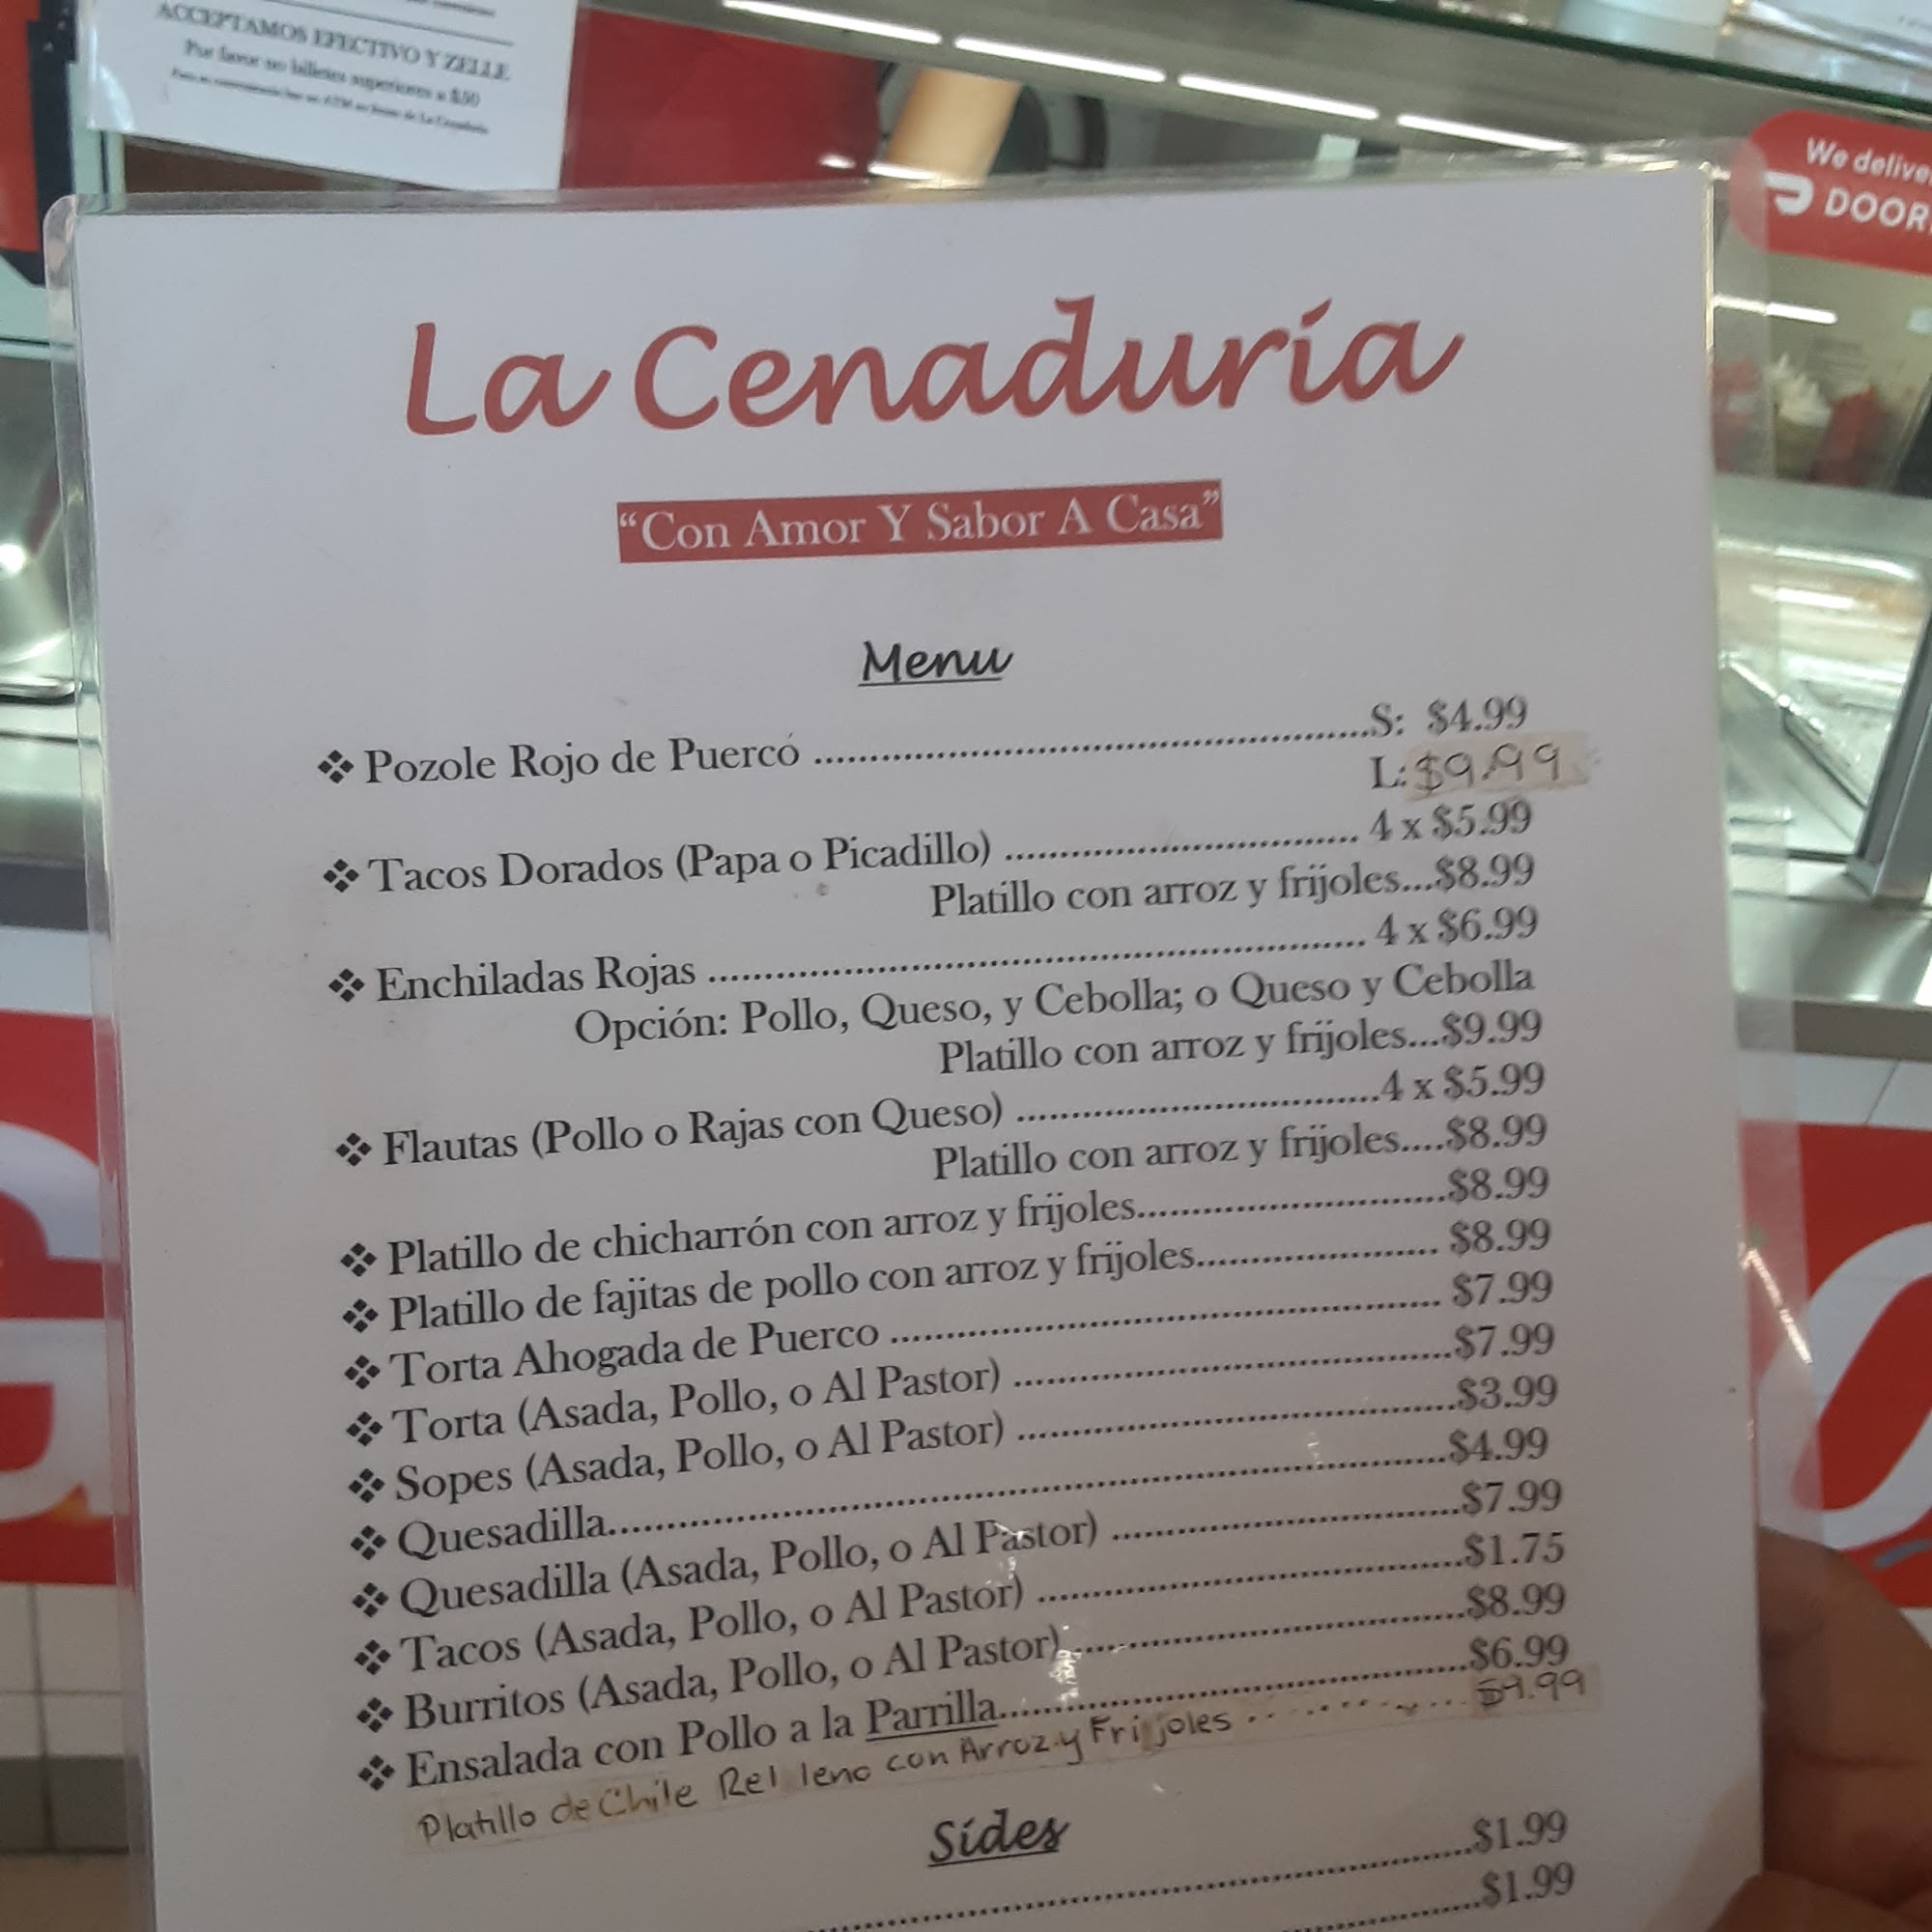 ACCEPTAMOS EFECTIVO Y ZELLE
Por favor no billetes superiores a $50
We deliver
DOOR
La Cenaduría
“Con Amor Y Sabor A Casa”
Menu
❖ Pozole Rojo de Puerco ........ S: $4.99
L: $9.99
❖ Tacos Dorados (Papa o Picadillo) ........ 4 x $5.99
Platillo con arroz y frijoles...$8.99
❖ Enchiladas Rojas ........ 4 x $6.99
Opción: Pollo, Queso, y Cebolla; o Queso y Cebolla
Platillo con arroz y frijoles...$9.99
❖ Flautas (Pollo o Rajas con Queso) ........ 4 x $5.99
Platillo con arroz y frijoles....$8.99
❖ Platillo de chicharrón con arroz y frijoles........ $8.99
❖ Platillo de fajitas de pollo con arroz y frijoles........ $8.99
❖ Torta Ahogada de Puerco ........ $7.99
❖ Torta (Asada, Pollo, o Al Pastor) ........ $7.99
❖ Sopes (Asada, Pollo, o Al Pastor) ........ $3.99
❖ Quesadilla........ $4.99
❖ Quesadilla (Asada, Pollo, o Al Pastor) ........ $7.99
❖ Tacos (Asada, Pollo, o Al Pastor) ........ $1.75
❖ Burritos (Asada, Pollo, o Al Pastor) ........ $8.99
❖ Ensalada con Pollo a la Parrilla........ $6.99
Platillo de Chile Relleno con Arroz y Frijoles ........ $9.99
Sides
$1.99
$1.99